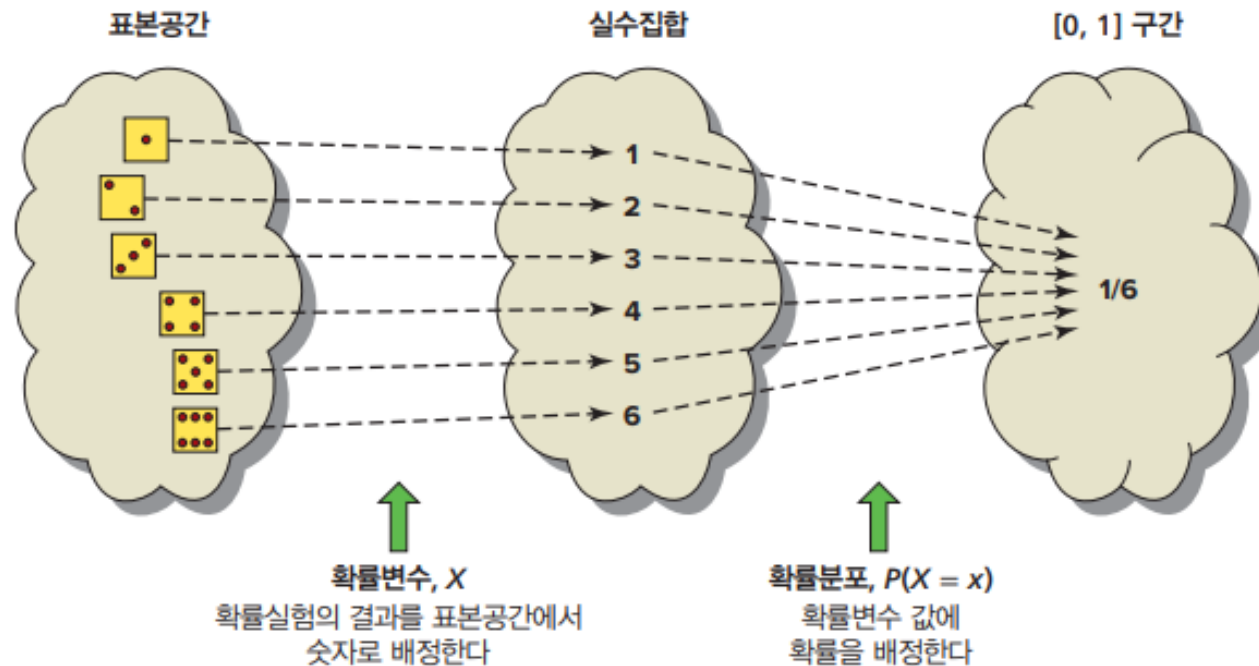 표본공간
실수집합
[0, 1] 구간
1
2
3
4
5
6
1/6
확률변수, X
확률실험의 결과를 표본공간에서
숫자로 배정한다
확률분포, P(X = x)
확률변수 값에
확률을 배정한다